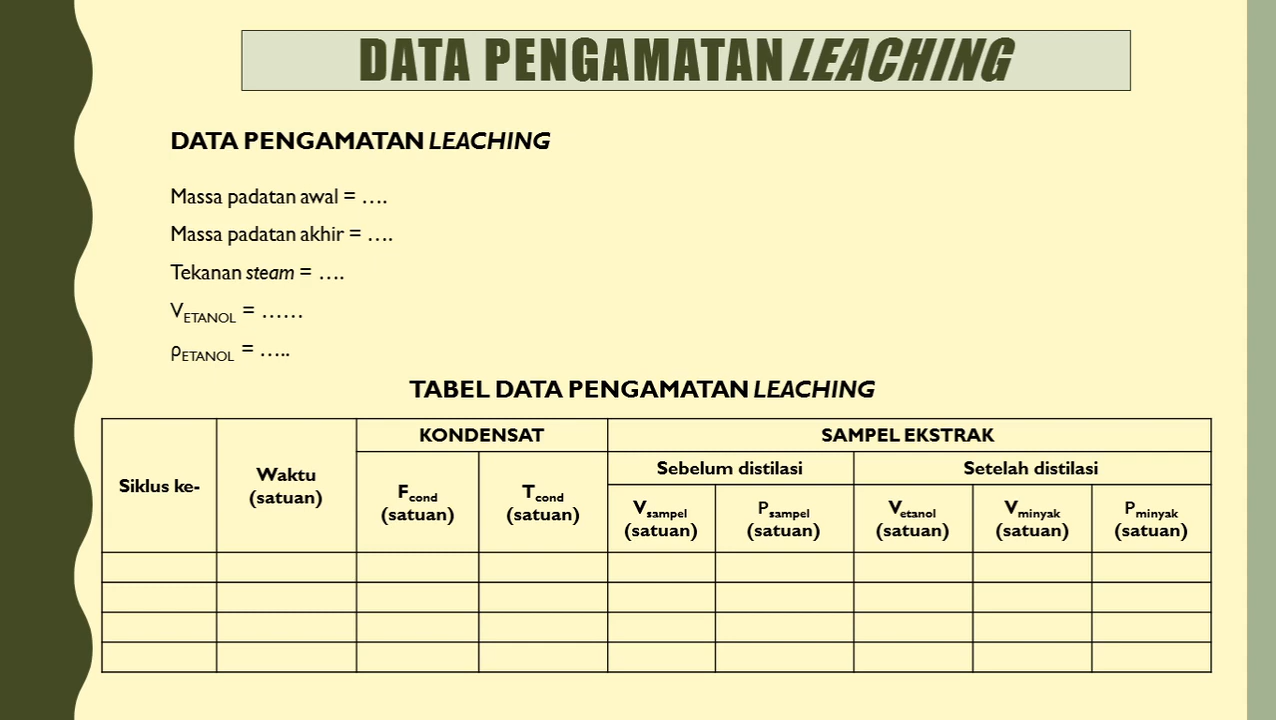 DATA PENGAMATAN LEACHING
DATA PENGAMATAN LEACHING
Massa padatan awal = ….
Massa padatan akhir = ….
Tekanan steam = ….
VETANOL = ……
ρETANOL = …..
TABEL DATA PENGAMATAN LEACHING
Siklus ke-
Waktu
(satuan)
KONDENSAT
Fcond
(satuan)
Tcond
(satuan)
SAMPEL EKSTRAK
Sebelum distilasi
Setelah distilasi
Vsampel
(satuan)
Ρsampel
(satuan)
Vetanol
(satuan)
Vminyak
(satuan)
Ρminyak
(satuan)